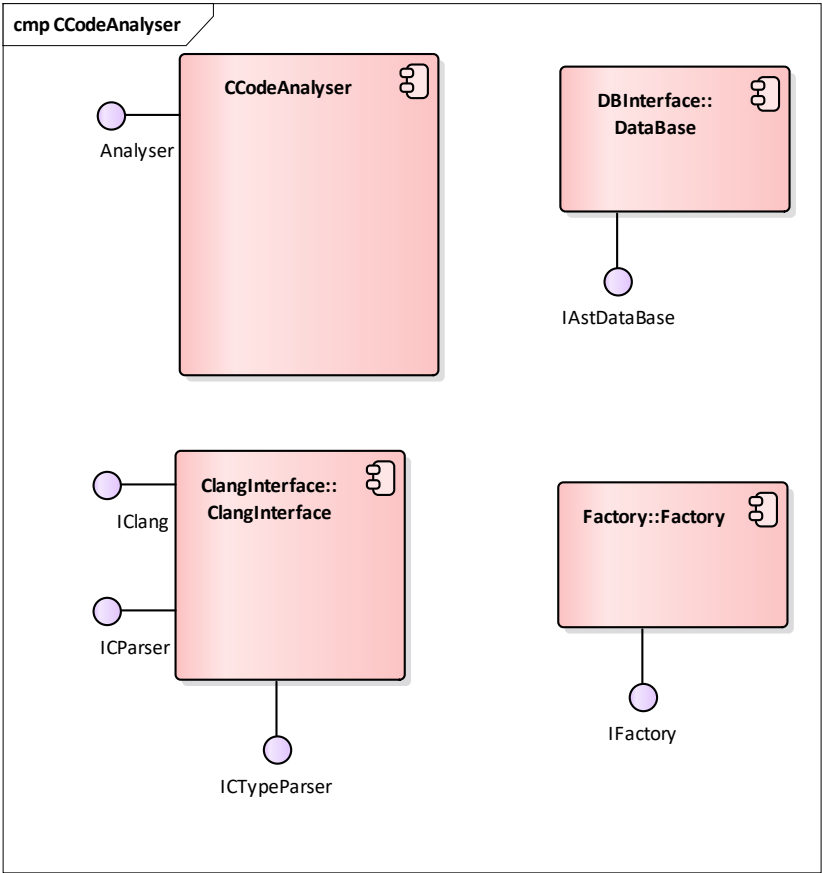 cmp CCodeAnalyser
CCodeAnalyser
Analyser
DBInterface::
DataBase
IAstDataBase
ClangInterface::
ClangInterface
IClang
ICParser
ICTypeParser
Factory::Factory
IFactory